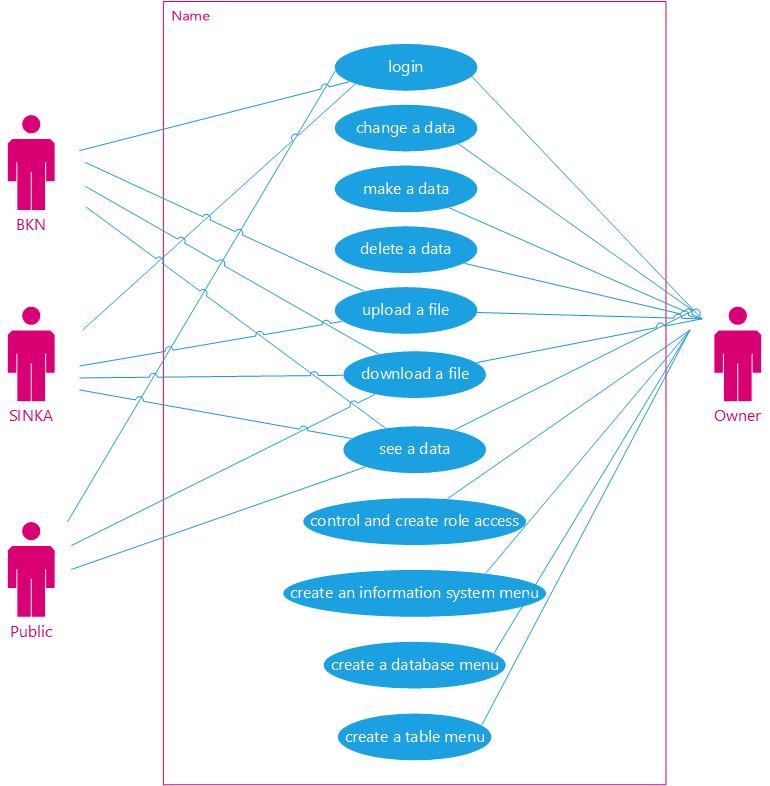 Name
login
change a data
make a data
delete a data
upload a file
download a file
see a data
control and create role access
create an information system menu
create a database menu
create a table menu
BKN
SINKA
Public
Owner